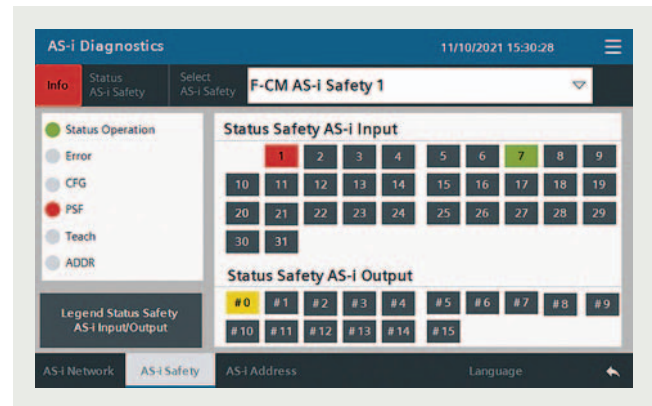 AS-i Diagnostics 11/10/2021 15:30:28
Info Status AS-i Safety Select AS-i Safety F-CM AS-i Safety 1
Status Operation
Error
CFG
PSF
Teach
ADDR
Legend Status Safety
AS-i Input/Output
Status Safety AS-i Input
1 2 3 4 5 6 7 8 9
10 11 12 13 14 15 16 17 18 19
20 21 22 23 24 25 26 27 28 29
30 31
Status Safety AS-i Output
#0 #1 #2 #3 #4 #5 #6 #7 #8 #9
#10 #11 #12 #13 #14 #15
AS-i Network AS-i Safety AS-i Address Language